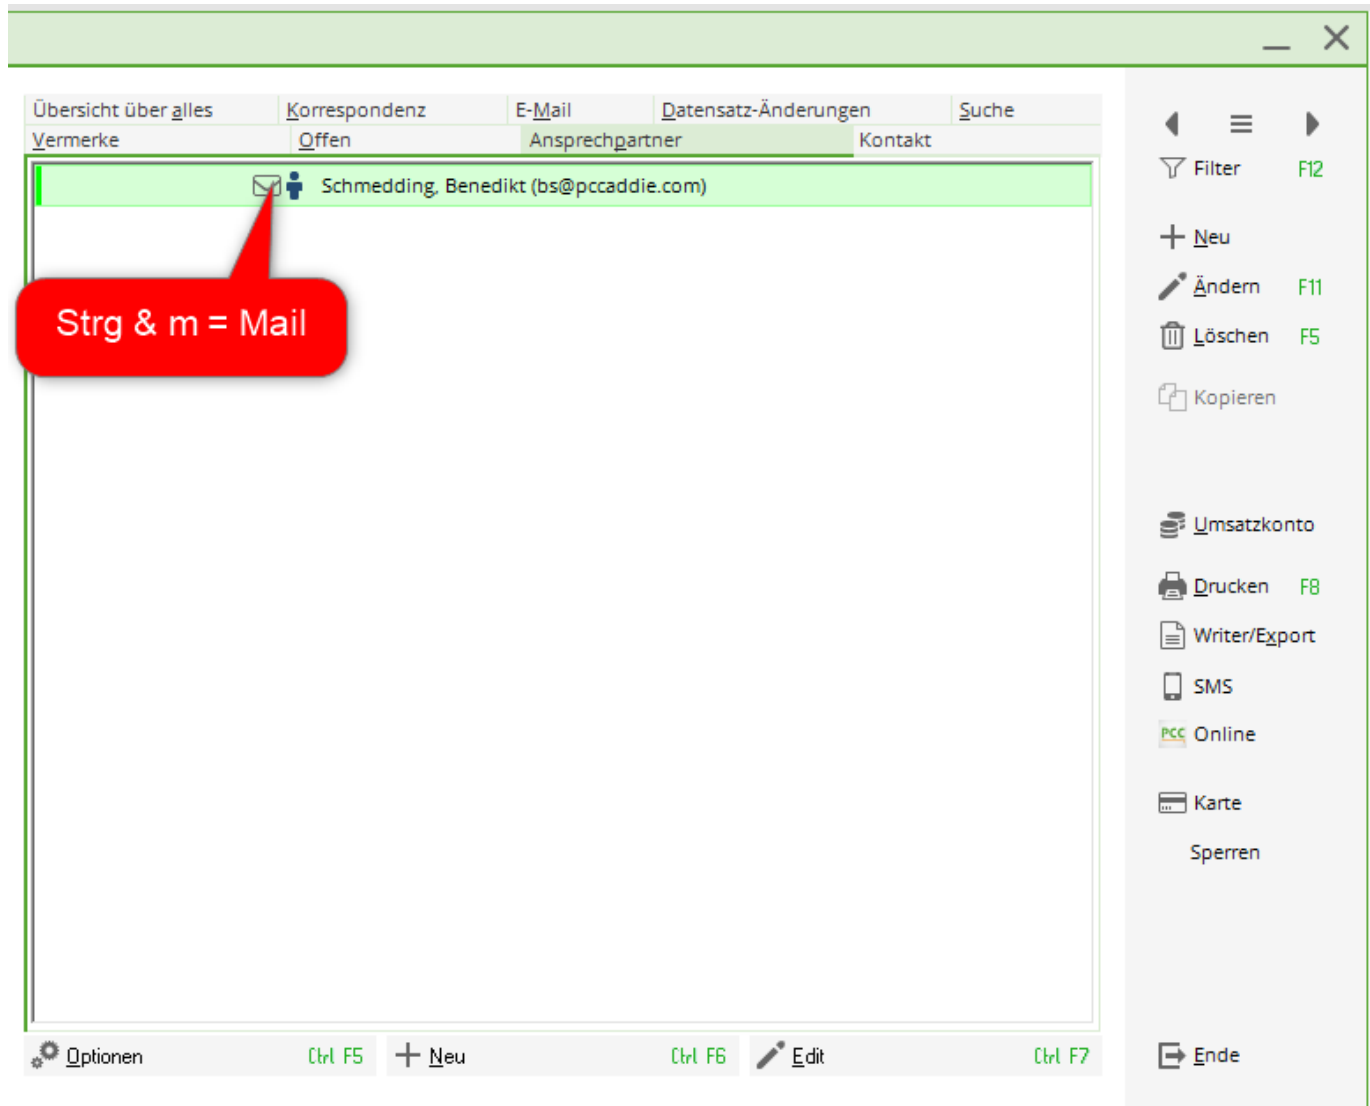 Übersicht über alles Korrespondenz E-Mail Datensatz-Änderungen Suche
Vermerke Offen Ansprechpartner Kontakt
Schmedding, Benedikt (bs@pccaddie.com)
Strg & m = Mail
Optionen Ctrl F5 Neu Ctrl F6 Edit Ctrl F7
Filter F12
Neu
Ändern F11
Löschen F5
Kopieren
Umsatzkonto
Drucken F8
Writer/Export
SMS
PCC Online
Karte
Sperren
Ende